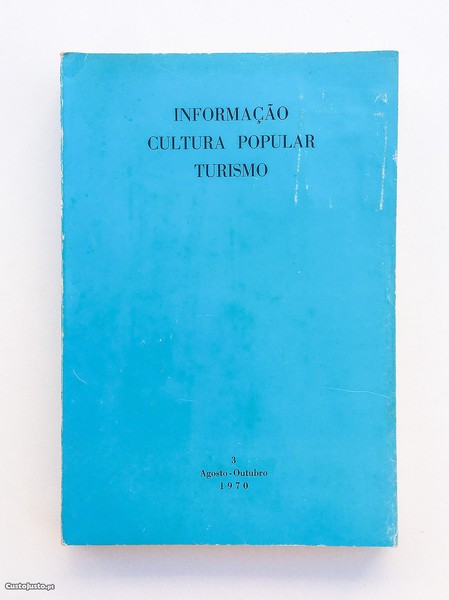 INFORMAÇÃO
CULTURA POPULAR
TURISMO
3
Agosto-Outubro
1970
CustoJusto.pt